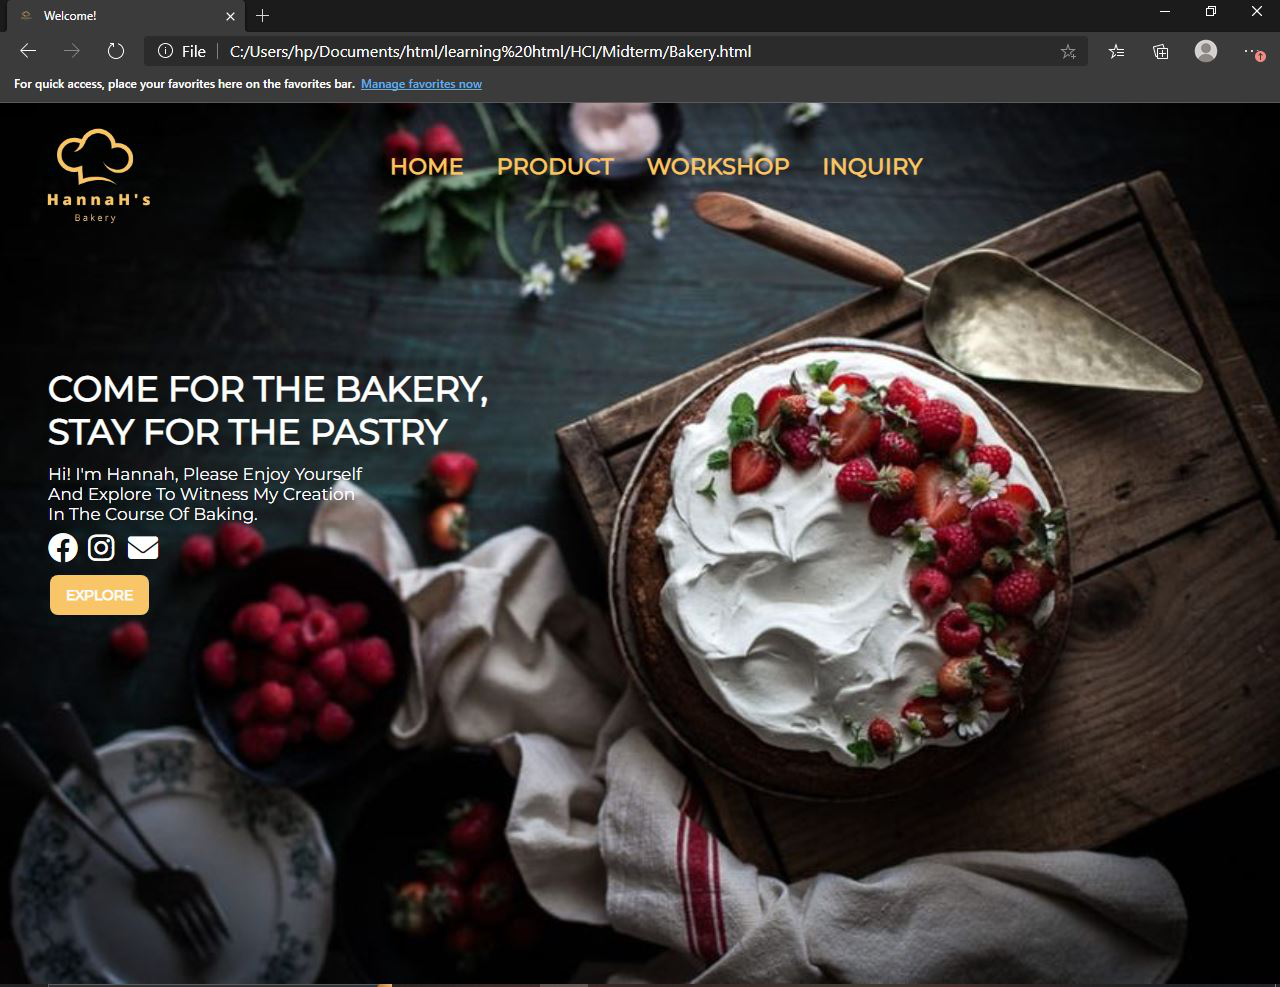 Welcome!
File
C:/Users/hp/Documents/html/learning%20html/HCI/Midterm/Bakery.html
For quick access, place your favorites here on the favorites bar. Manage favorites now
HannaH's
Bakery
HOME PRODUCT WORKSHOP INQUIRY
COME FOR THE BAKERY,
STAY FOR THE PASTRY
Hi! I'm Hannah, Please Enjoy Yourself
And Explore To Witness My Creation
In The Course Of Baking.
EXPLORE